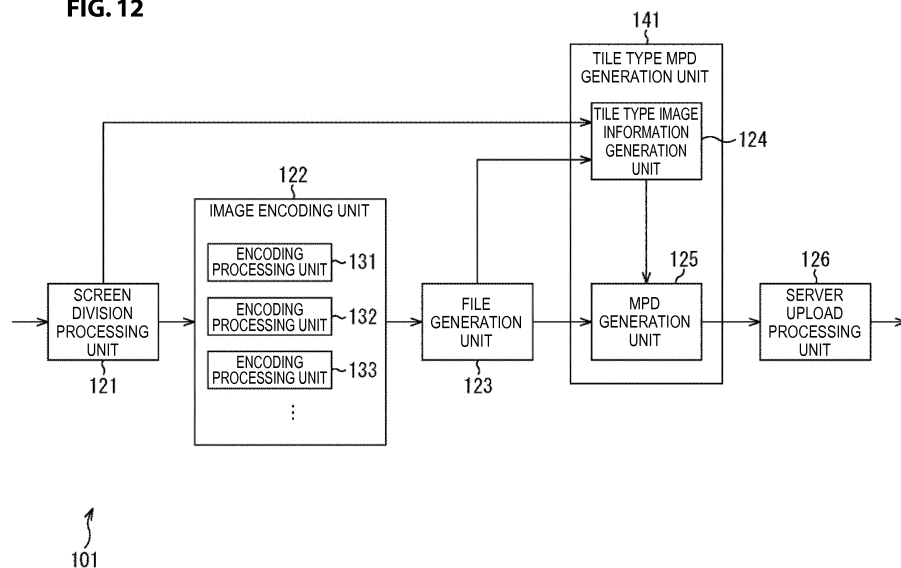 FIG. 12
141
TILE TYPE MPD
GENERATION UNIT
TILE TYPE IMAGE
INFORMATION
GENERATION
UNIT
124
122
IMAGE ENCODING UNIT
ENCODING
PROCESSING UNIT
131
ENCODING
PROCESSING UNIT
132
ENCODING
PROCESSING UNIT
133
⋮
SCREEN
DIVISION
PROCESSING
UNIT
121
FILE
GENERATION
UNIT
123
125
MPD
GENERATION
UNIT
126
SERVER
UPLOAD
PROCESSING
UNIT
101